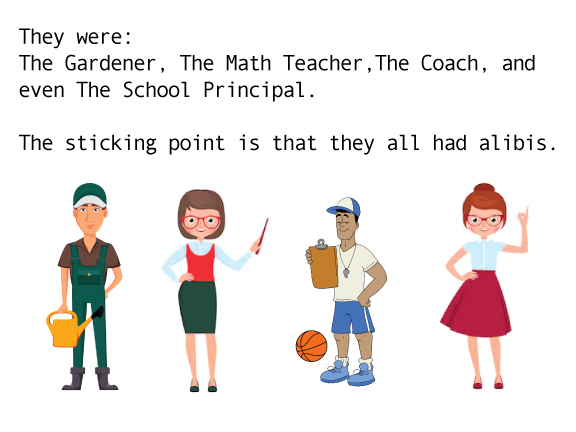 They were:
The Gardener, The Math Teacher,The Coach, and
even The School Principal.
The sticking point is that they all had alibis.